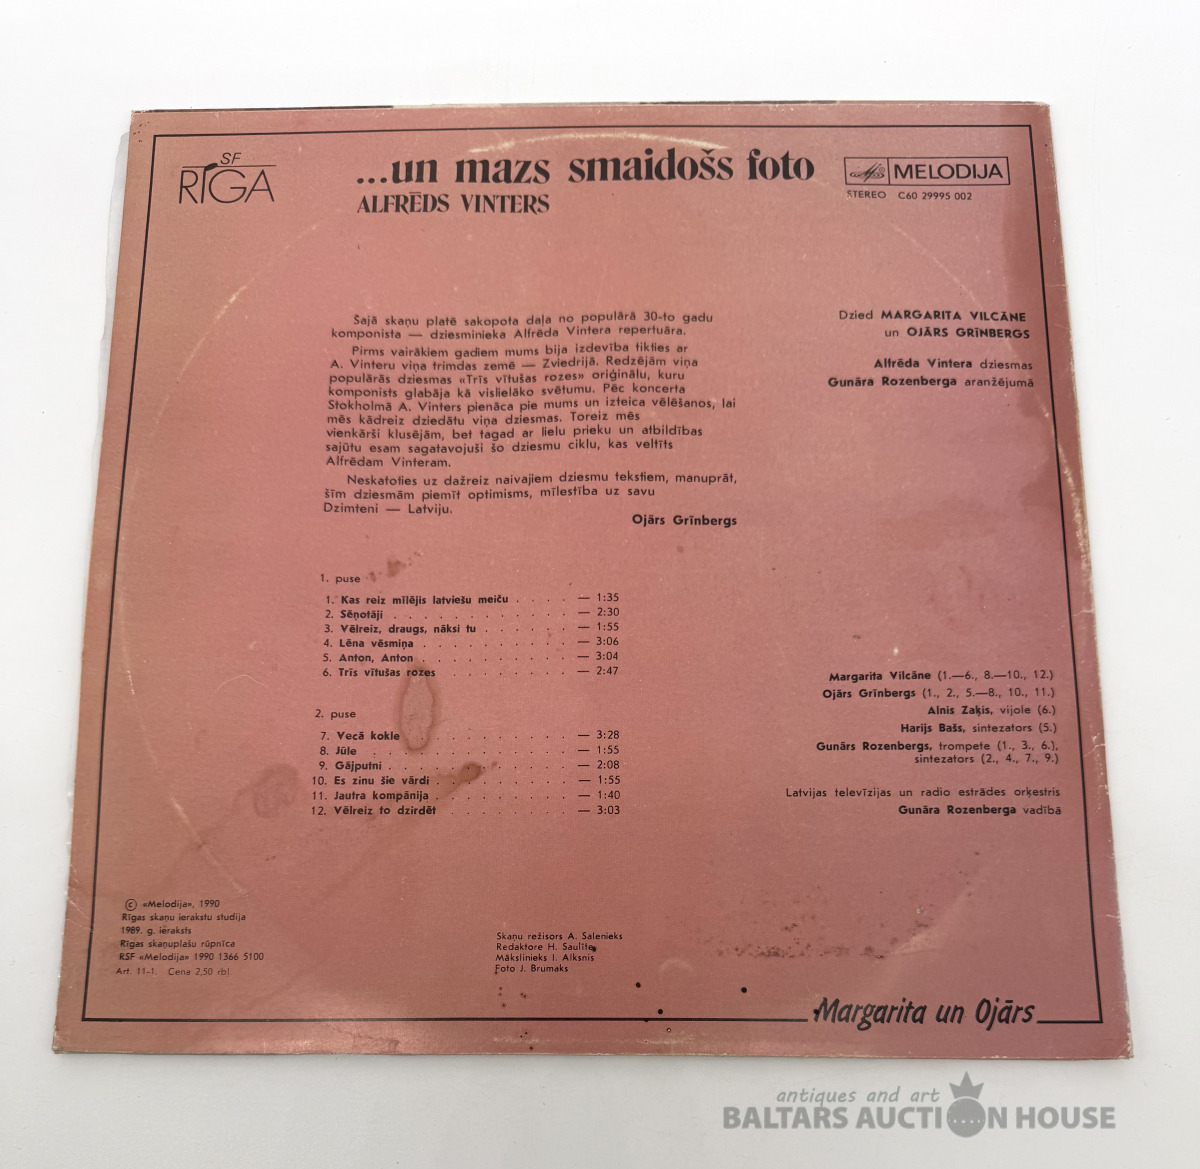 SF
RĪGA
...un mazs smaidošs foto
ALFRĒDS VINTERS
MELODIJA
STEREO C60 29995 002
Šajā skaņu platē sakopota daļa no populārā 30-to gadu
komponista — dziesminieka Alfrēda Vintera repertuāra.
Pirms vairākiem gadiem mums bija izdevība tikties ar
A. Vinteru viņa trimdas zemē — Zviedrijā. Redzējām viņa
populārās dziesmas «Trīs vītušas rozes» oriģinālu, kuru
komponists glabāja kā vislielāko svētumu. Pēc koncerta
Stokholmā A. Vinters pienāca pie mums un izteica vēlēšanos, lai
mēs kādreiz dziedātu viņa dziesmas. Toreiz mēs
vienkārši klusējām, bet tagad ar lielu prieku un atbildības
sajūtu esam sagatavojuši šo dziesmu ciklu, kas veltīts
Alfrēdam Vinteram.
Neskatoties uz dažreiz naivajiem dziesmu tekstiem, manuprāt,
šīm dziesmām piemīt optimisms, mīlestība uz savu
Dzimteni — Latviju.
Ojārs Grīnbergs
Dzied MARGARITA VILCĀNE
un OJĀRS GRĪNBERGS
Alfrēda Vintera dziesmas
Gunāra Rozenberga aranžējumā
1. puse
1. Kas reiz mīlējis latviešu meiču . . . . — 1:35
2. Sēņotāji . . . . . . . . . . . — 2:30
3. Vēlreiz, draugs, nāksi tu . . . . . . — 1:55
4. Lēna vēsmiņa . . . . . . . . . . — 3:06
5. Anton, Anton . . . . . . . . . . — 3:04
6. Trīs vītušas rozes . . . . . . . . — 2:47
2. puse
7. Vecā kokle . . . . . . . . . . — 3:28
8. Jūle . . . . . . . . . . . . — 1:55
9. Gājputni . . . . . . . . . . . — 2:08
10. Es zinu šie vārdi . . . . . . . . — 1:55
11. Jautra kompānija . . . . . . . . — 1:40
12. Vēlreiz to dzirdēt . . . . . . . . — 3:03
Margarita Vilcāne (1.—6., 8.—10., 12.)
Ojārs Grīnbergs (1., 2., 5.—8., 10., 11.)
Alnis Zaķis, vijole (6.)
Harijs Bašs, sintezators (5.)
Gunārs Rozenbergs, trompete (1., 3., 6.),
sintezators (2., 4., 7., 9.)
Latvijas televīzijas un radio estrādes orķestris
Gunāra Rozenberga vadībā
© «Melodija», 1990
Rīgas skaņu ierakstu studija
1989. g. ieraksts
Rīgas skaņuplašu rūpnīca
RSF «Melodija» 1990 1366 5100
Art. 11-1. Cena 2,50 rbļ
Skaņu režisors A. Salenieks
Redaktore H. Saulīte
Mākslinieks I. Alksnis
Foto J. Brumaks
Margarita un Ojārs
antiques and art
BALTARS AUCTION HOUSE